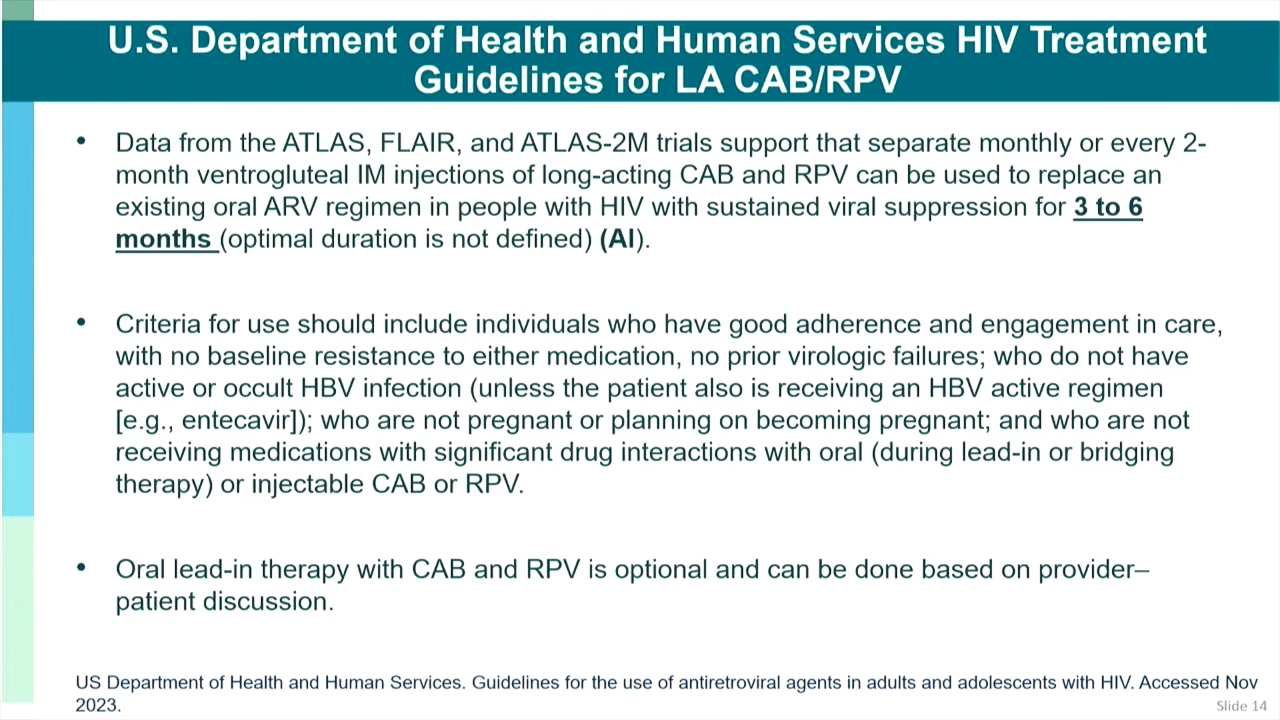 U.S. Department of Health and Human Services HIV Treatment
Guidelines for LA CAB/RPV
• Data from the ATLAS, FLAIR, and ATLAS-2M trials support that separate monthly or every 2-
month ventrogluteal IM injections of long-acting CAB and RPV can be used to replace an
existing oral ARV regimen in people with HIV with sustained viral suppression for 3 to 6
months (optimal duration is not defined) (AI).
• Criteria for use should include individuals who have good adherence and engagement in care,
with no baseline resistance to either medication, no prior virologic failures; who do not have
active or occult HBV infection (unless the patient also is receiving an HBV active regimen
[e.g., entecavir]); who are not pregnant or planning on becoming pregnant; and who are not
receiving medications with significant drug interactions with oral (during lead-in or bridging
therapy) or injectable CAB or RPV.
• Oral lead-in therapy with CAB and RPV is optional and can be done based on provider–
patient discussion.
US Department of Health and Human Services. Guidelines for the use of antiretroviral agents in adults and adolescents with HIV. Accessed Nov
2023.
Slide 14